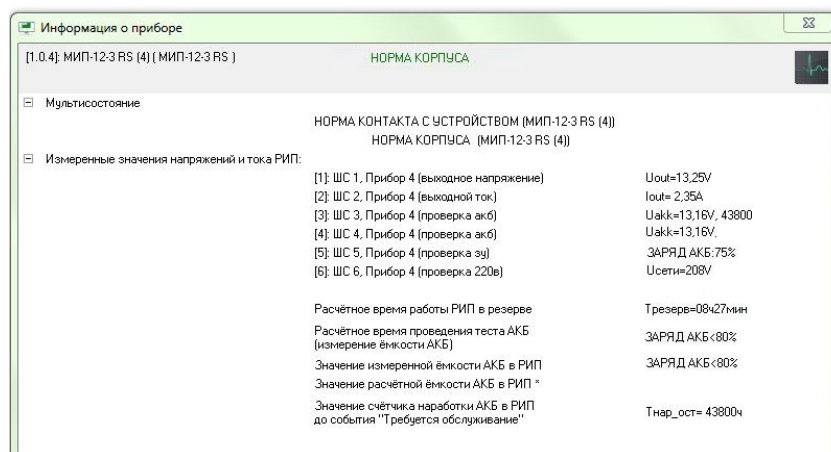 Информация о приборе
[1.0.4]: МИП-12-3 RS (4) ( МИП-12-3 RS ) НОРМА КОРПУСА
Мультисостояние
НОРМА КОНТАКТА С УСТРОЙСТВОМ (МИП-12-3 RS (4))
НОРМА КОРПУСА (МИП-12-3 RS (4))
Измеренные значения напряжений и тока РИП:
[1]: ШС 1, Прибор 4 (выходное напряжение) Uout=13,25V
[2]: ШС 2, Прибор 4 (выходной ток) Iout= 2,35A
[3]: ШС 3, Прибор 4 (проверка акб) Uakk=13,16V, 43800
[4]: ШС 4, Прибор 4 (проверка акб) Uakk=13,16V.
[5]: ШС 5, Прибор 4 (проверка зу) ЗАРЯД АКБ:75%
[6]: ШС 6, Прибор 4 (проверка 220в) Uсети=208V
Расчётное время работы РИП в резерве Tрезерв=08ч27мин
Расчётное время проведения теста АКБ
(измерение ёмкости АКБ) ЗАРЯД АКБ<80%
Значение измеренной ёмкости АКБ в РИП ЗАРЯД АКБ<80%
Значение расчётной ёмкости АКБ в РИП *
Значение счётчика наработки АКБ в РИП
до события "Требуется обслуживание" Tнар_ост= 43800ч